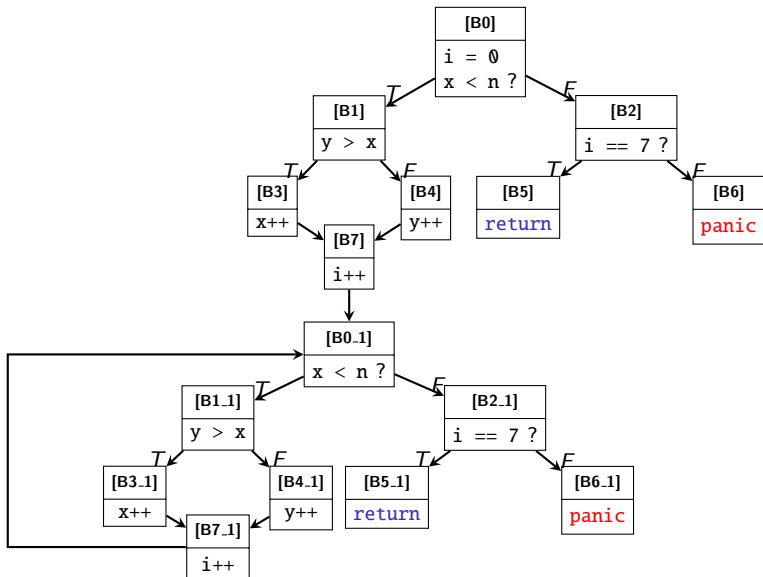 [B0]
i = 0
x < n ?
T
F
[B1]
y > x
[B2]
i == 7 ?
T
F
T
F
[B3]
x++
[B4]
y++
[B5]
return
[B6]
panic
[B7]
i++
[B0_1]
x < n ?
T
F
[B1_1]
y > x
[B2_1]
i == 7 ?
T
F
T
F
[B3_1]
x++
[B4_1]
y++
[B5_1]
return
[B6_1]
panic
[B7_1]
i++